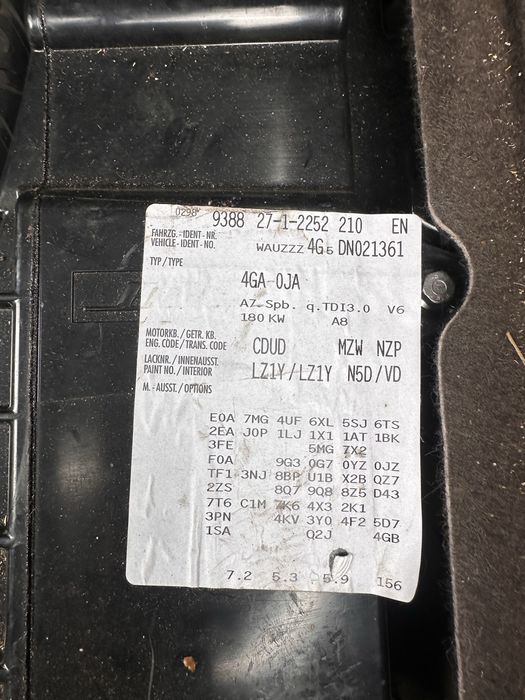 0298 9388 27-1-2252 210 EN
FAHRZG.-IDENT-NR.
VEHICLE-IDENT-NO. WAUZZZ 4G5 DN021361
TYP/TYPE
4GA-0JA
A7 Spb. q.TDI3.0 V6
180 KW A8
MOTORKB./GETR. KB.
ENG. CODE/TRANS. CODE CDUD MZW NZP
LACKNR./INNENAUSST.
PAINT NO./INTERIOR LZ1Y/LZ1Y N5D/VD
M.-AUSST./OPTIONS
E0A 7MG 4UF 6XL 5SJ 6TS
2EA J0P 1LJ 1X1 1AT 1BK
3FE 5MG 7X2
F0A 9G3 0G7 0YZ 0JZ
TF1 3NJ 8BP U1B X2B QZ7
2ZS 8Q7 9Q8 8Z5 D43
7T6 C1M 7K6 4X3 2K1
3PN 4KV 3Y0 4F2 5D7
1SA Q2J 4GB
7.2 5.3 5.9 156